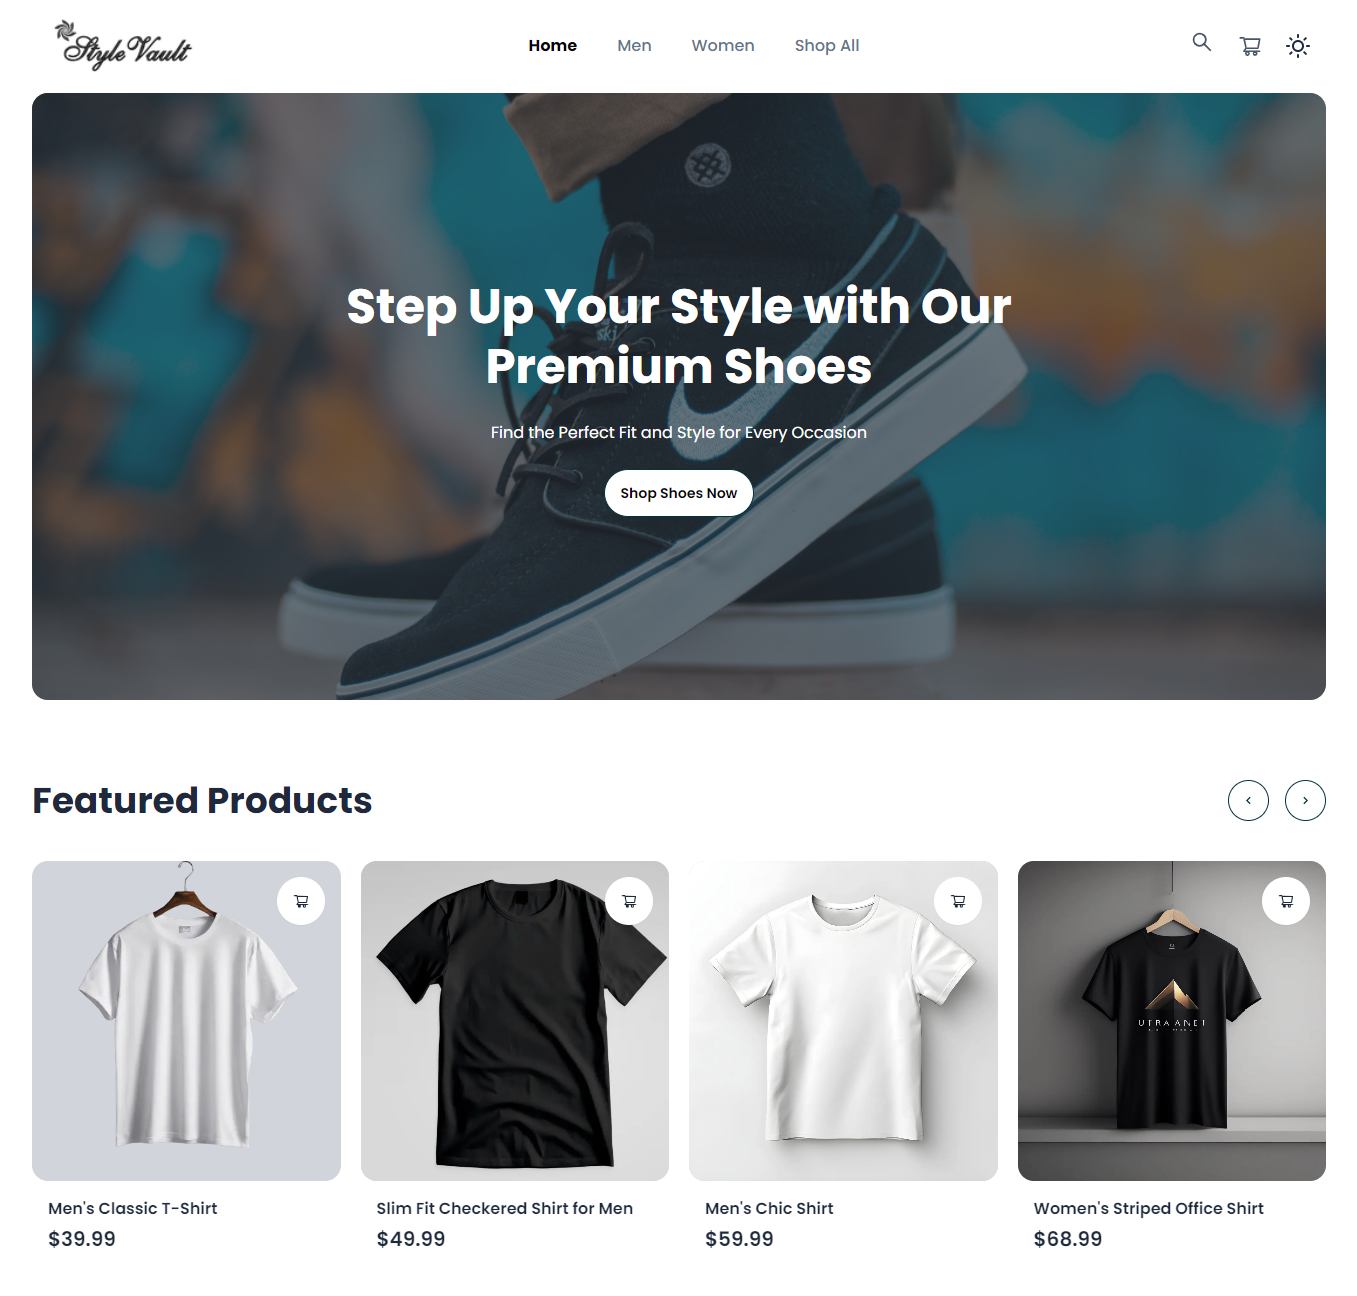 Style Vault
Home
Men
Women
Shop All
Step Up Your Style with Our
Premium Shoes
Find the Perfect Fit and Style for Every Occasion
Shop Shoes Now
Featured Products
UTRA ANET
Men's Classic T-Shirt
$39.99
Slim Fit Checkered Shirt for Men
$49.99
Men's Chic Shirt
$59.99
Women's Striped Office Shirt
$68.99